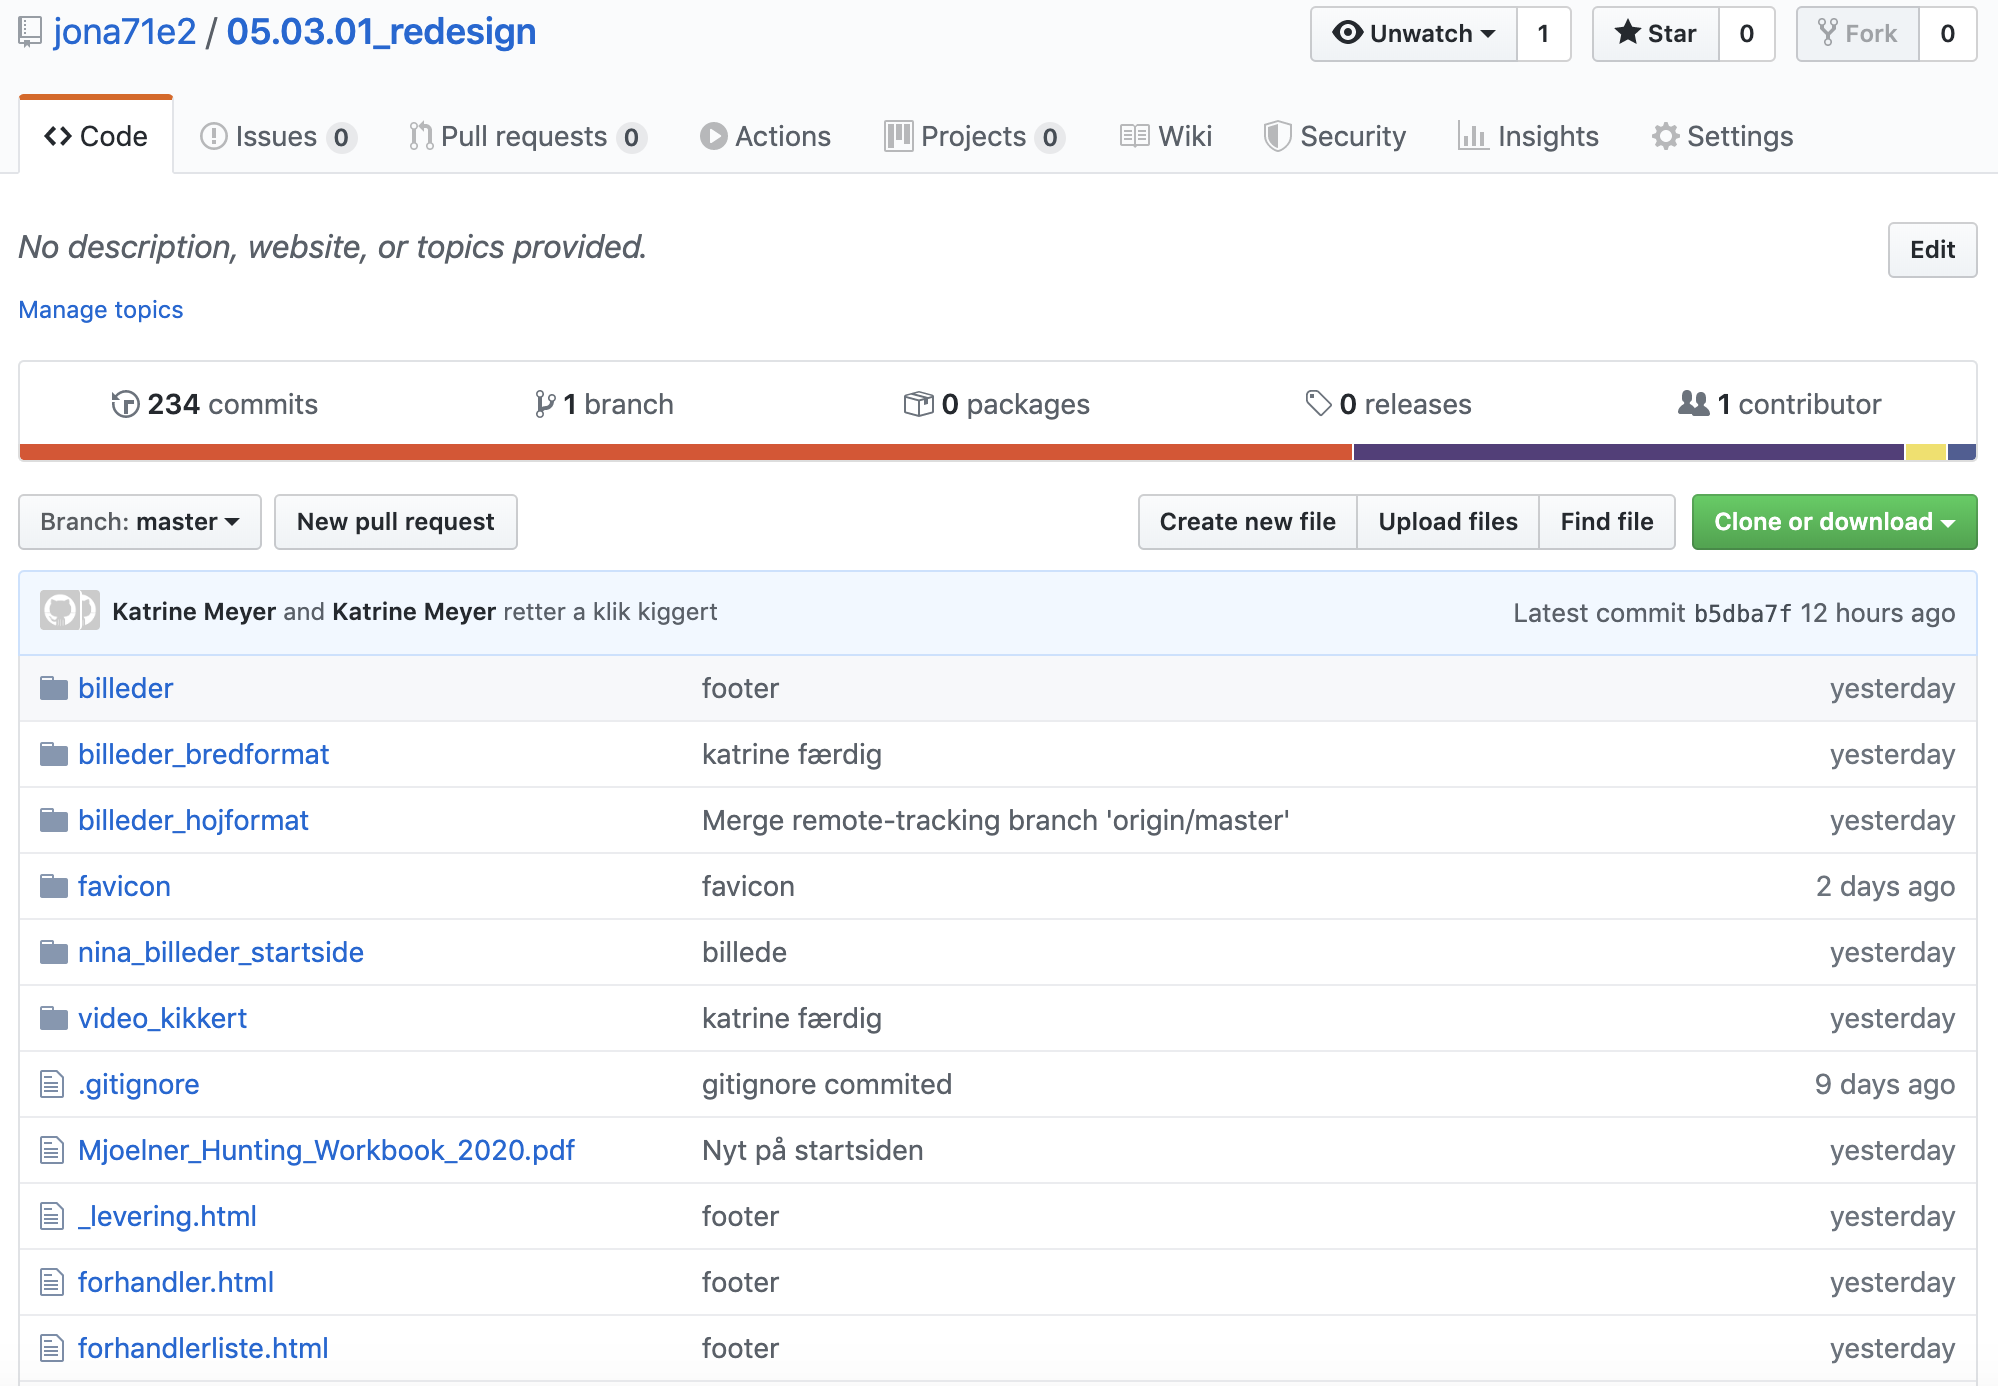 jona71e2 / 05.03.01_redesign Unwatch 1 Star 0 Fork 0
Code Issues 0 Pull requests 0 Actions Projects 0 Wiki Security Insights Settings
No description, website, or topics provided. Edit
Manage topics
234 commits 1 branch 0 packages 0 releases 1 contributor
Branch: master New pull request Create new file Upload files Find file Clone or download
Katrine Meyer and Katrine Meyer retter a klik kiggert Latest commit b5dba7f 12 hours ago
billeder footer yesterday
billeder_bredformat katrine færdig yesterday
billeder_hojformat Merge remote-tracking branch 'origin/master' yesterday
favicon favicon 2 days ago
nina_billeder_startside billede yesterday
video_kikkert katrine færdig yesterday
.gitignore gitignore commited 9 days ago
Mjoelner_Hunting_Workbook_2020.pdf Nyt på startsiden yesterday
_levering.html footer yesterday
forhandler.html footer yesterday
forhandlerliste.html footer yesterday